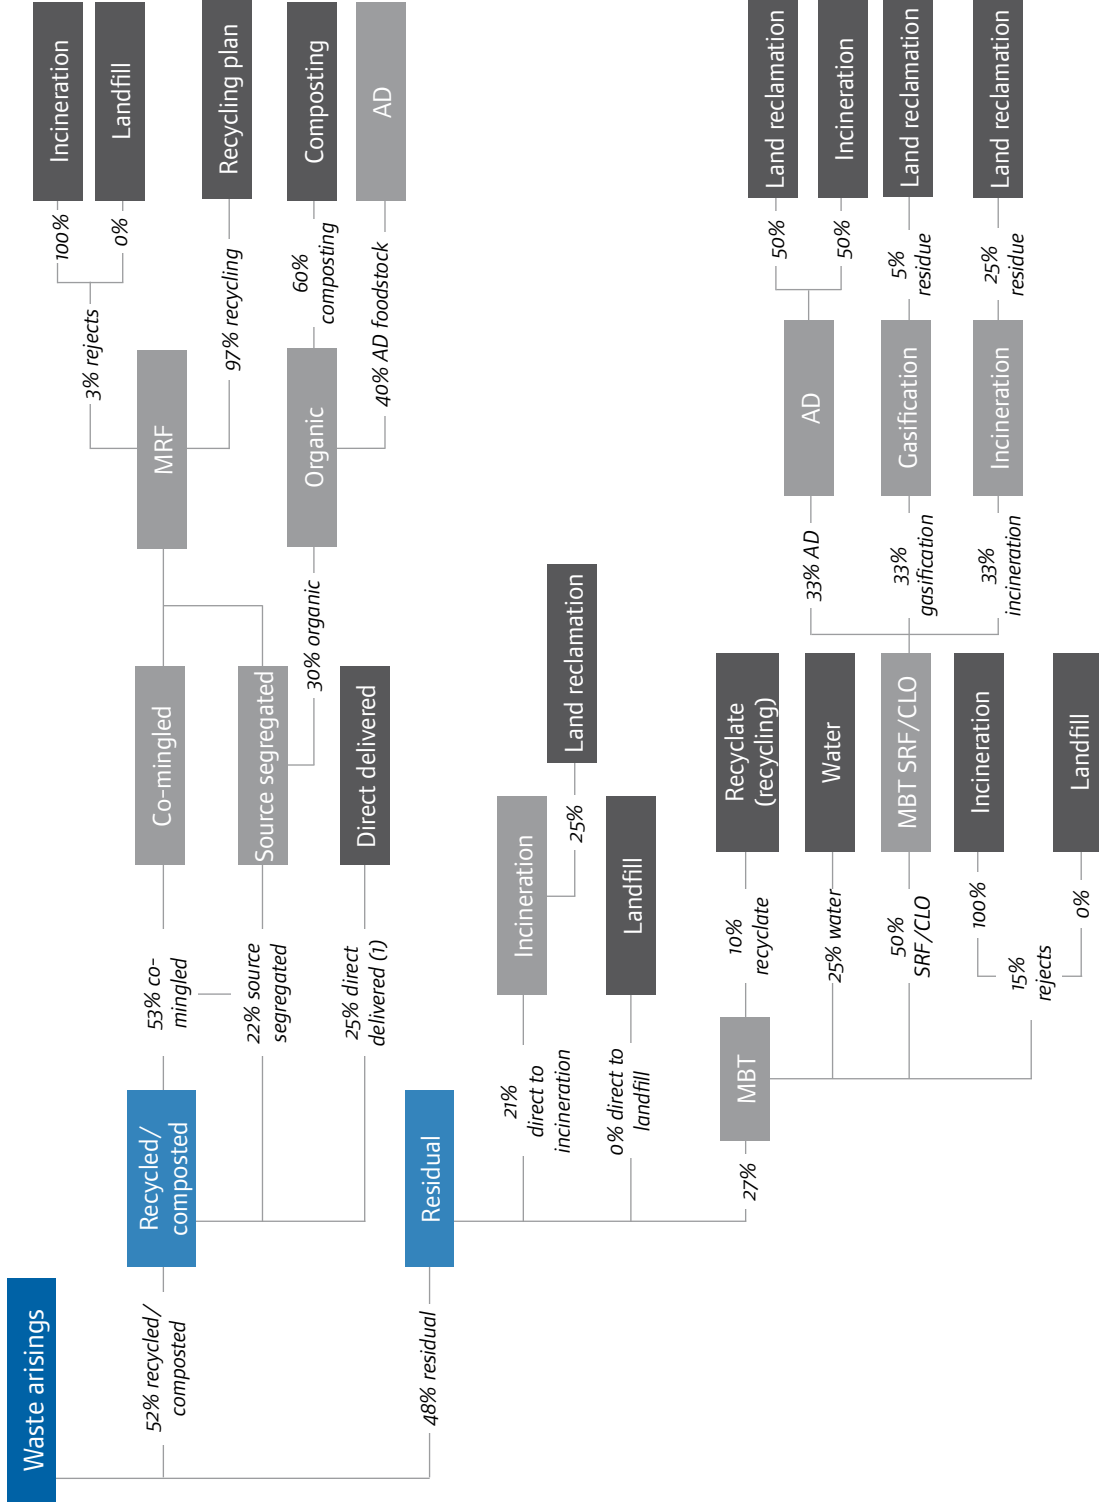 Waste arisings
52% recycled/
composted
48% residual
Recycled/
composted
Residual
53% co-
mingled
22% source
segregated
25% direct
delivered (1)
Co-mingled
Source segregated
Direct delivered
30% organic
MRF
Organic
3% rejects
97% recycling
60%
composting
40% AD foodstock
100%
0%
Incineration
Landfill
Recycling plan
Composting
AD
21%
direct to
incineration
0% direct to
landfill
27%
Incineration
Landfill
25%
Land reclamation
MBT
10%
recyclate
25% water
50%
SRF/CLO
15%
rejects
100%
0%
Recyclate
(recycling)
Water
MBT SRF/CLO
Incineration
Landfill
33% AD
33%
gasification
33%
incineration
AD
Gasification
Incineration
50%
50%
5%
residue
25%
residue
Land reclamation
Incineration
Land reclamation
Land reclamation